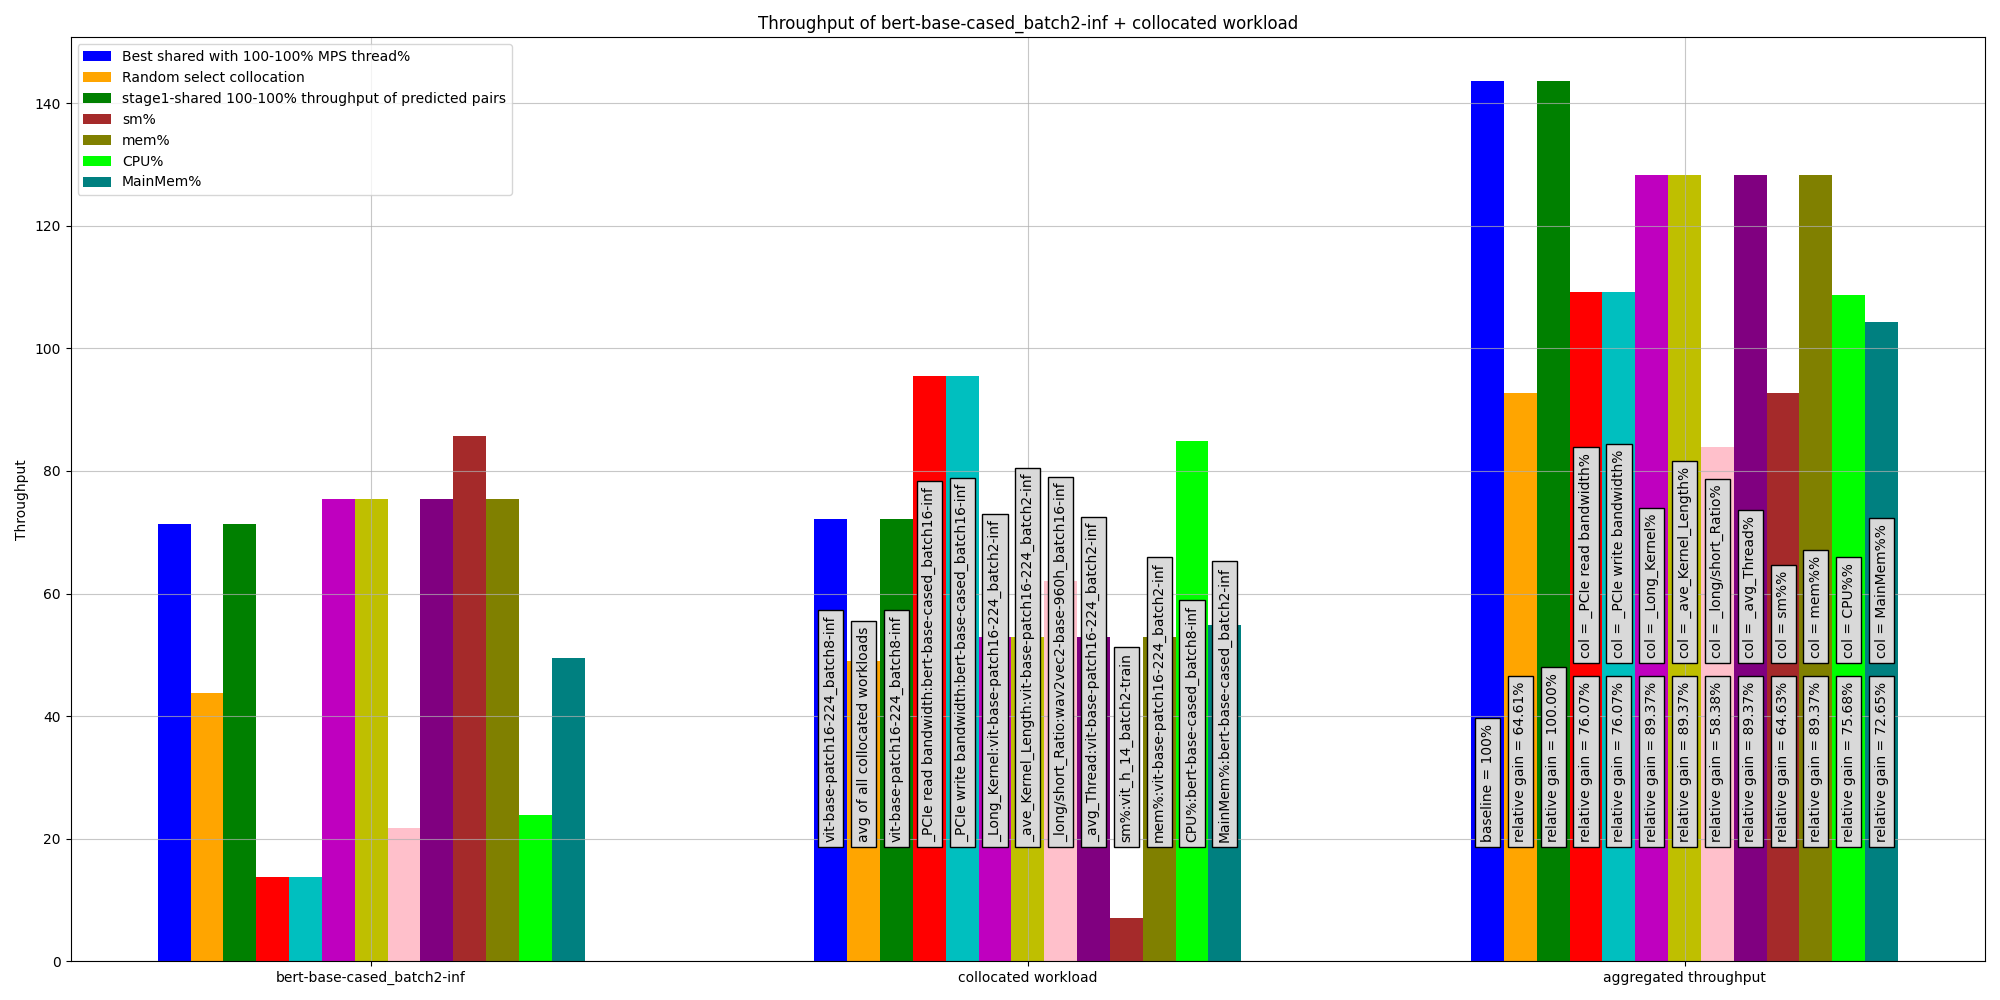 Throughput of bert-base-cased_batch2-inf + collocated workload
Best shared with 100-100% MPS thread%
Random select collocation
stage1-shared 100-100% throughput of predicted pairs
sm%
mem%
CPU%
MainMem%
Throughput
140
120
100
80
60
40
20
0
vit-base-patch16-224_batch8-inf
avg of all collocated workloads
vit-base-patch16-224_batch8-inf
_PCIe read bandwidth:bert-base-cased_batch16-inf
_PCIe write bandwidth:bert-base-cased_batch16-inf
_Long_Kernel:vit-base-patch16-224_batch2-inf
_ave_Kernel_Length:vit-base-patch16-224_batch2-inf
_long/short_Ratio:wav2vec2-base-960h_batch16-inf
_avg_Thread:vit-base-patch16-224_batch2-inf
sm%:vit_h_14_batch2-train
mem%:vit-base-patch16-224_batch2-inf
CPU%:bert-base-cased_batch8-inf
MainMem%:bert-base-cased_batch2-inf
col = _PCIe read bandwidth%
col = _PCIe write bandwidth%
col = _Long_Kernel%
col = _ave_Kernel_Length%
col = _long/short_Ratio%
col = _avg_Thread%
col = sm%%
col = mem%%
col = CPU%%
col = MainMem%%
baseline = 100%
relative gain = 64.61%
relative gain = 100.00%
relative gain = 76.07%
relative gain = 76.07%
relative gain = 89.37%
relative gain = 89.37%
relative gain = 58.38%
relative gain = 89.37%
relative gain = 64.63%
relative gain = 89.37%
relative gain = 75.68%
relative gain = 72.65%
bert-base-cased_batch2-inf
collocated workload
aggregated throughput